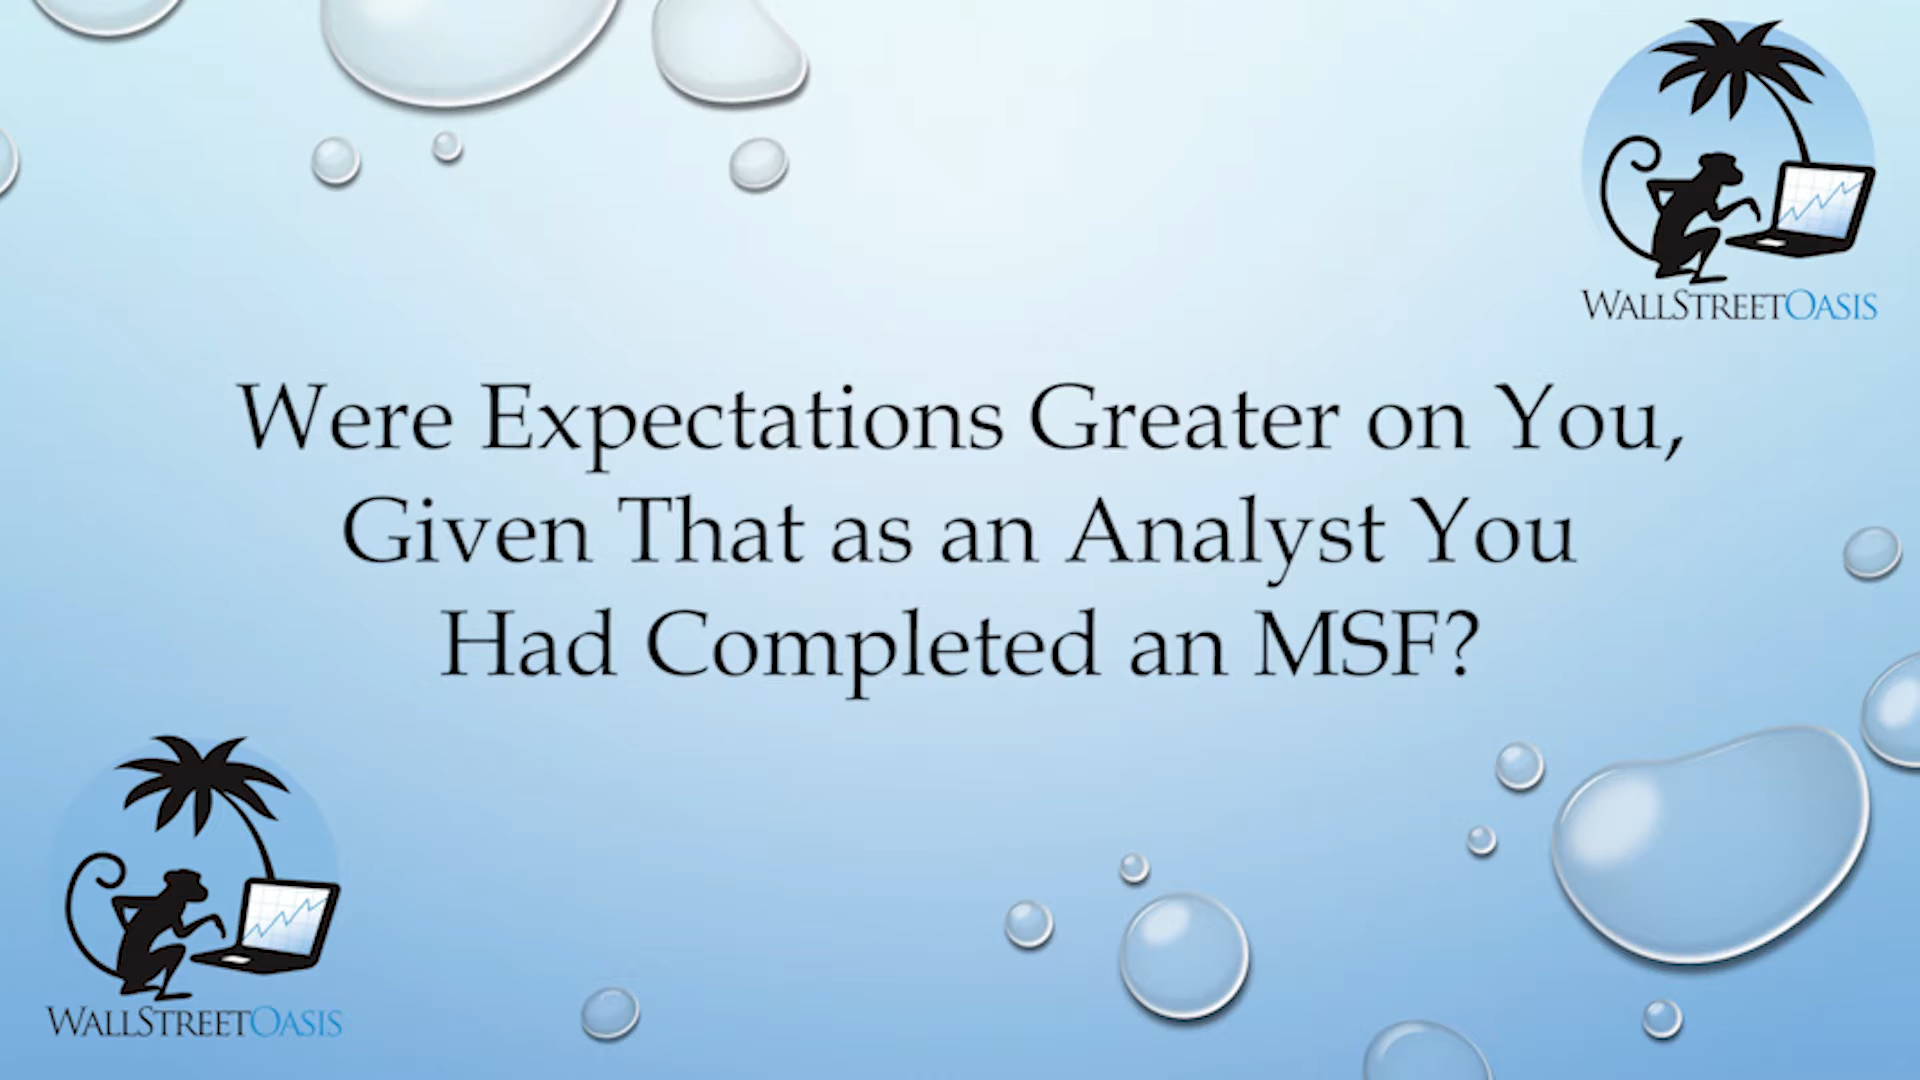 WALLSTREETOASIS
Were Expectations Greater on You,
Given That as an Analyst You
Had Completed an MSF?
WALLSTREETOASIS